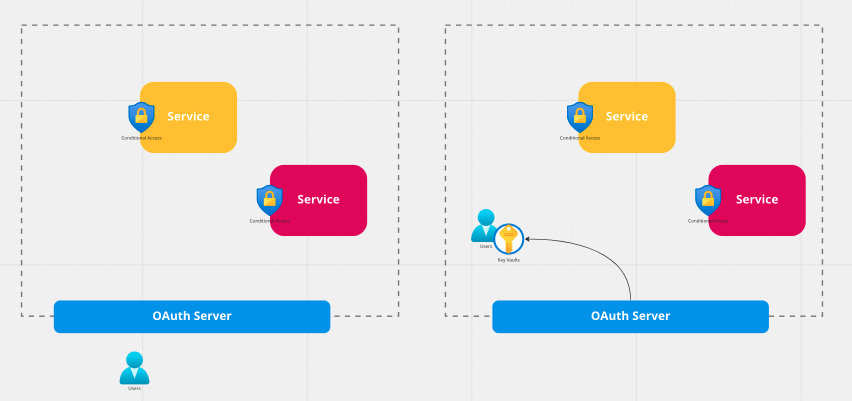 Service
Conditional Access
Service
Conditional Access
OAuth Server
Users
Service
Conditional Access
Service
Conditional Access
Users
Key Vaults
OAuth Server